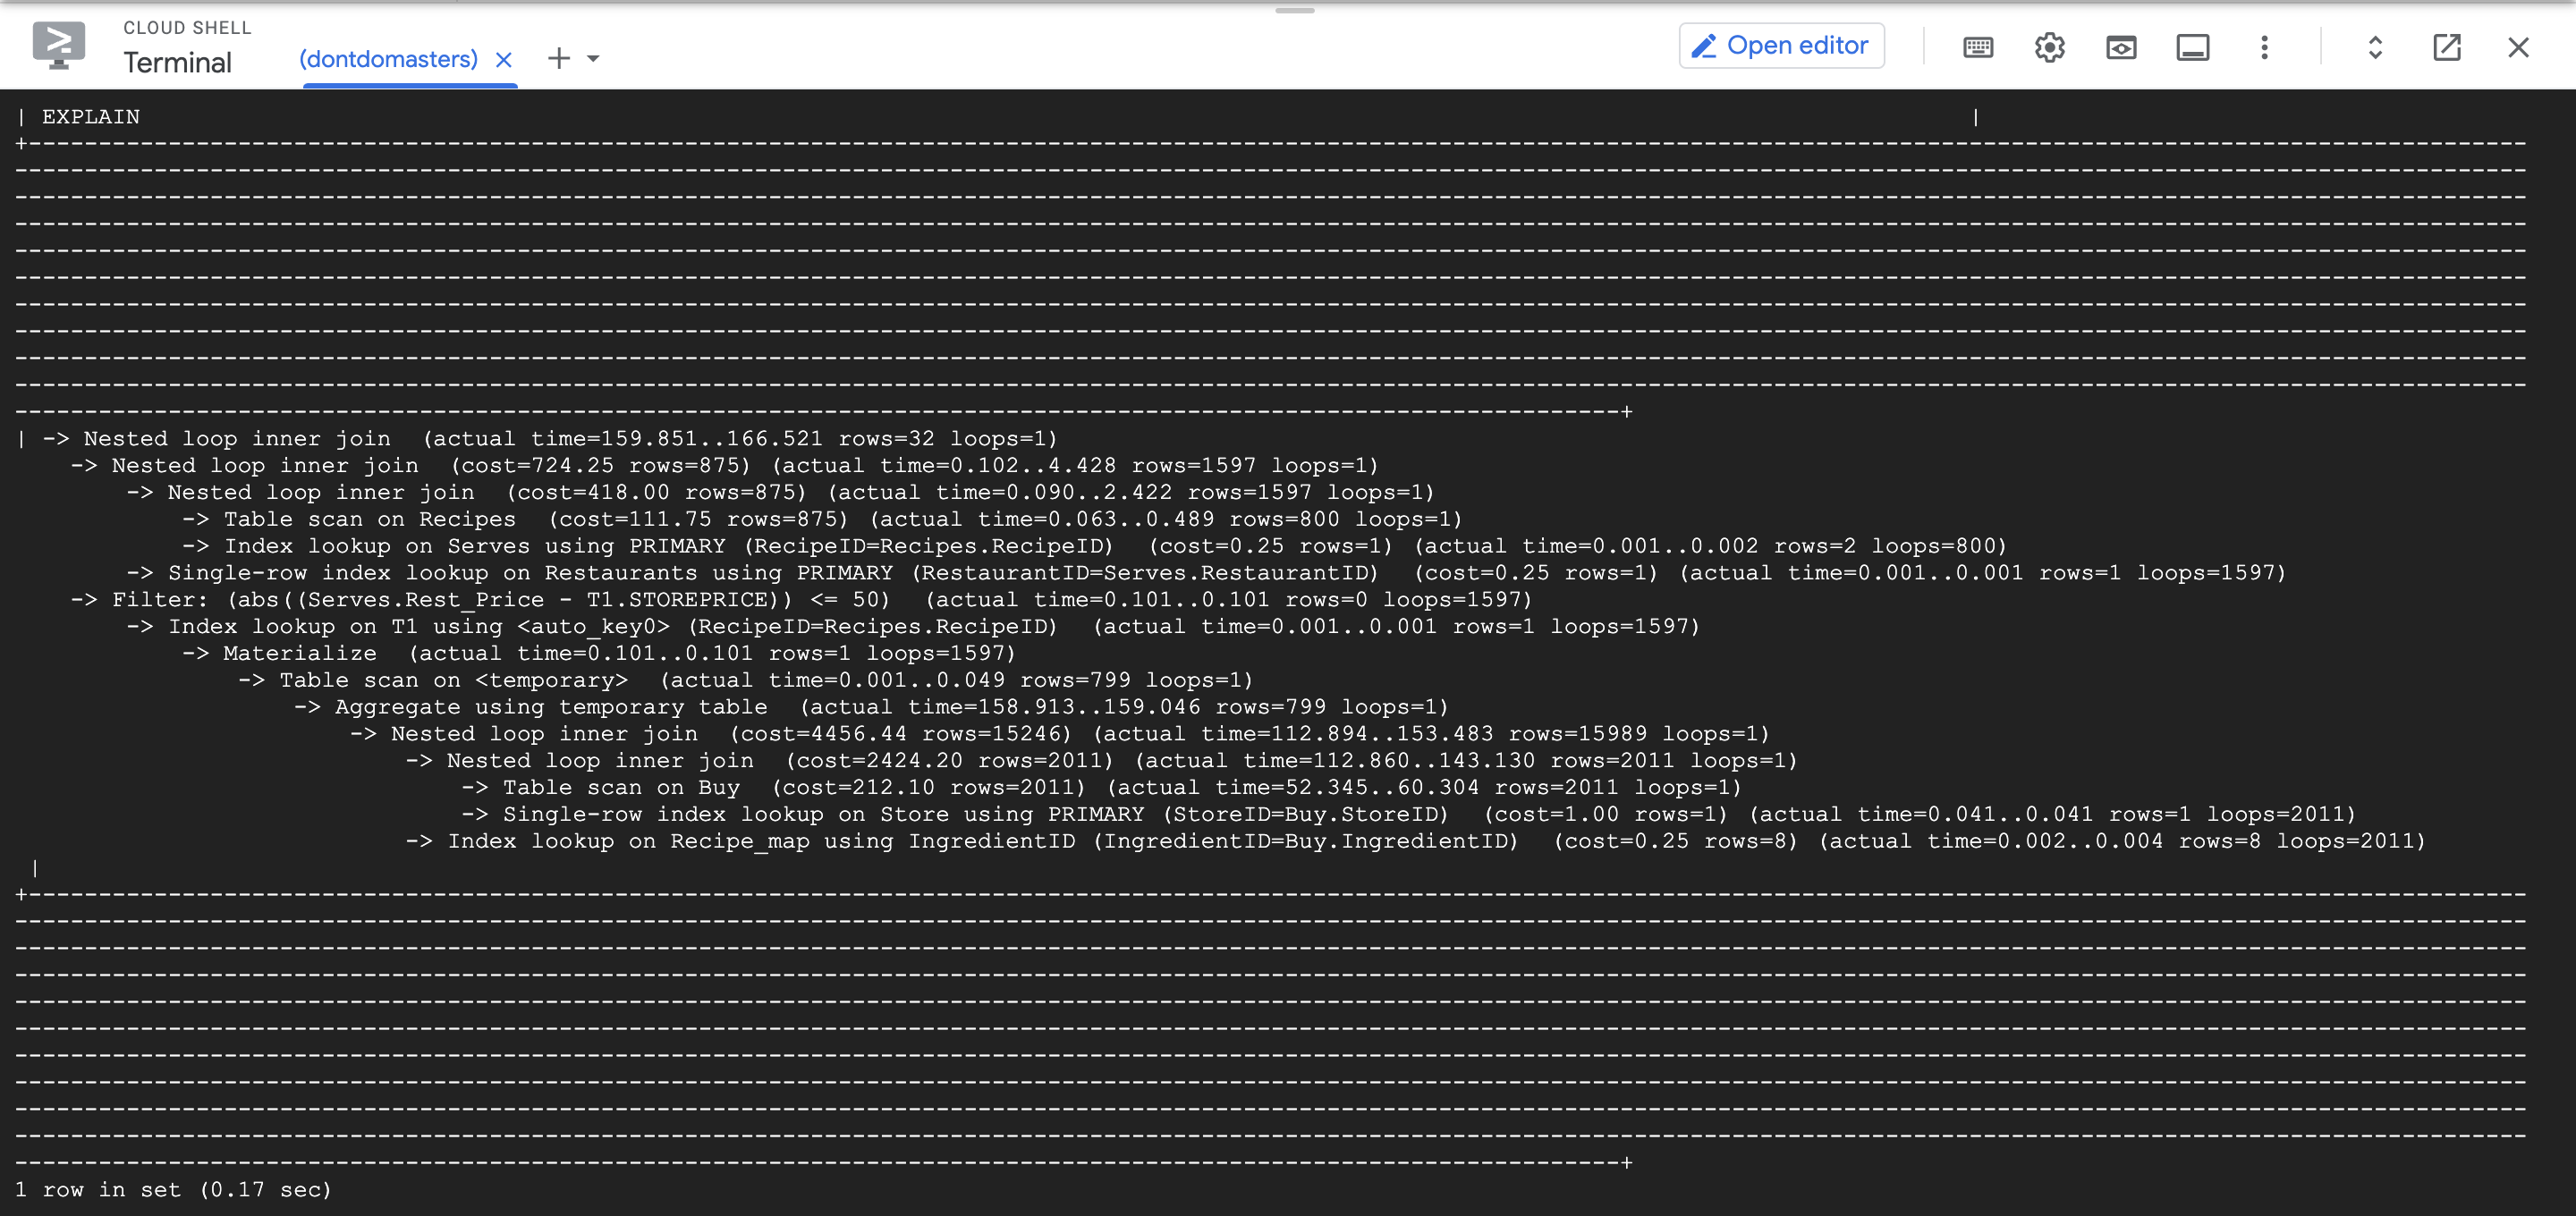 CLOUD SHELL
Terminal
(dontdomasters)
Open editor
| EXPLAIN |
| -> Nested loop inner join  (actual time=159.851..166.521 rows=32 loops=1)
    -> Nested loop inner join  (cost=724.25 rows=875) (actual time=0.102..4.428 rows=1597 loops=1)
        -> Nested loop inner join  (cost=418.00 rows=875) (actual time=0.090..2.422 rows=1597 loops=1)
            -> Table scan on Recipes  (cost=111.75 rows=875) (actual time=0.063..0.489 rows=800 loops=1)
            -> Index lookup on Serves using PRIMARY (RecipeID=Recipes.RecipeID)  (cost=0.25 rows=1) (actual time=0.001..0.002 rows=2 loops=800)
        -> Single-row index lookup on Restaurants using PRIMARY (RestaurantID=Serves.RestaurantID)  (cost=0.25 rows=1) (actual time=0.001..0.001 rows=1 loops=1597)
    -> Filter: (abs((Serves.Rest_Price - T1.STOREPRICE)) <= 50)  (actual time=0.101..0.101 rows=0 loops=1597)
        -> Index lookup on T1 using <auto_key0> (RecipeID=Recipes.RecipeID)  (actual time=0.001..0.001 rows=1 loops=1597)
            -> Materialize  (actual time=0.101..0.101 rows=1 loops=1597)
                -> Table scan on <temporary>  (actual time=0.001..0.049 rows=799 loops=1)
                    -> Aggregate using temporary table  (actual time=158.913..159.046 rows=799 loops=1)
                        -> Nested loop inner join  (cost=4456.44 rows=15246) (actual time=112.894..153.483 rows=15989 loops=1)
                            -> Nested loop inner join  (cost=2424.20 rows=2011) (actual time=112.860..143.130 rows=2011 loops=1)
                                -> Table scan on Buy  (cost=212.10 rows=2011) (actual time=52.345..60.304 rows=2011 loops=1)
                                -> Single-row index lookup on Store using PRIMARY (StoreID=Buy.StoreID)  (cost=1.00 rows=1) (actual time=0.041..0.041 rows=1 loops=2011)
                            -> Index lookup on Recipe_map using IngredientID (IngredientID=Buy.IngredientID)  (cost=0.25 rows=8) (actual time=0.002..0.004 rows=8 loops=2011)
 |
1 row in set (0.17 sec)